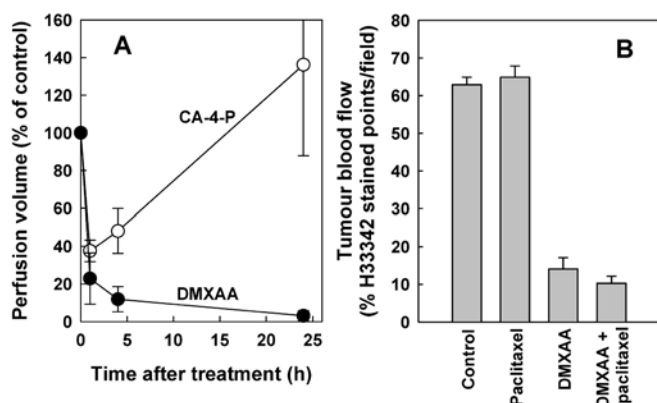 A
Perfusion volume (% of control)
160
140
120
100
80
60
40
20
0
CA-4-P
DMXAA
0 5 10 15 20 25
Time after treatment (h)
B
Tumour blood flow
(% H33342 stained points/field)
80
70
60
50
40
30
20
10
0
Control
Paclitaxel
DMXAA
DMXAA +
paclitaxel